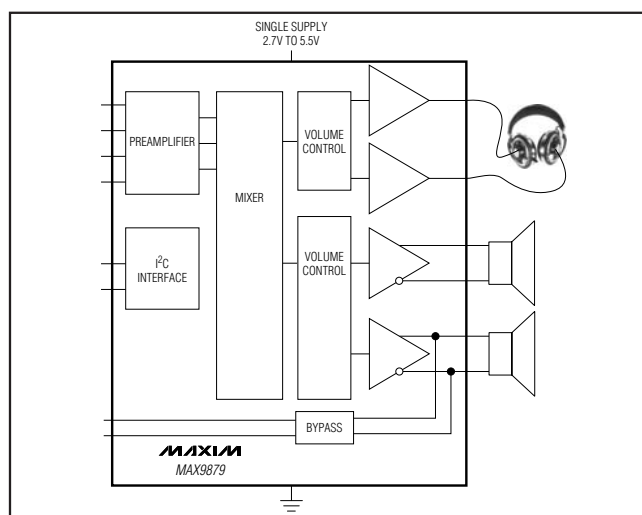 SINGLE SUPPLY
2.7V TO 5.5V
PREAMPLIFIER
MIXER
VOLUME
CONTROL
I²C
INTERFACE
VOLUME
CONTROL
BYPASS
MAXIM
MAX9879